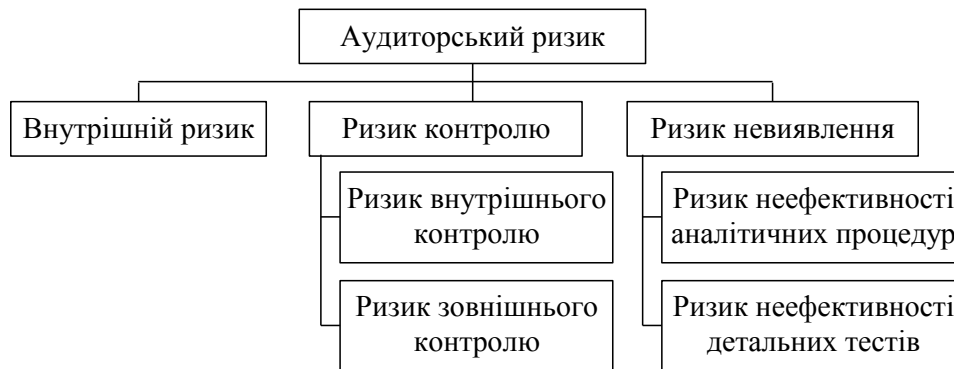 Аудиторський ризик
Внутрішній ризик
Ризик контролю
Ризик невиявлення
Ризик внутрішнього
контролю
Ризик неефективності
аналітичних процедур
Ризик зовнішнього
контролю
Ризик неефективності
детальних тестів